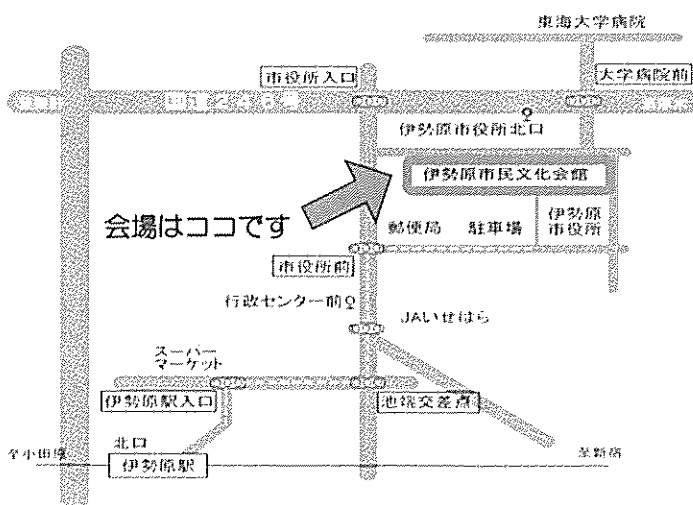 東海大学病院
市役所入口
大学病院前
国道246号
伊勢原市役所北口
伊勢原市民文化会館
会場はココです
郵便局
駐車場
伊勢原
市役所
市役所前
行政センター前
JAいせはら
スーパー
マーケット
伊勢原駅入口
池端交差点
北口
至小田原
伊勢原駅
至新宿